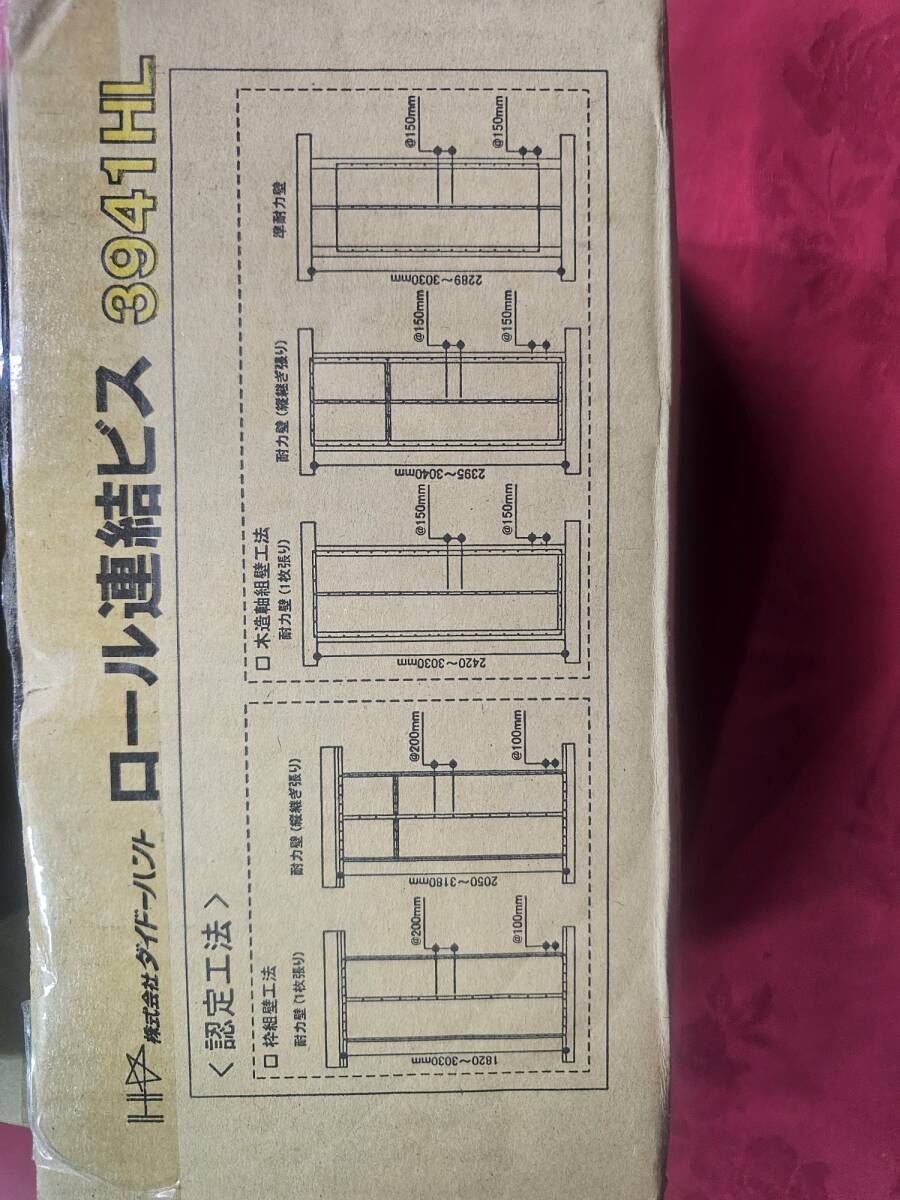 株式会社ダイドーハント ロール連結ビス 3941HL
<認定工法>
□ 枠組壁工法
耐力壁 (1枚張り)
@200mm
@100mm
1820～3030mm
耐力壁 (縦継ぎ張り)
@200mm
@100mm
2050～3180mm
□ 木造軸組壁工法
耐力壁 (1枚張り)
@150mm
@150mm
2420～3030mm
耐力壁 (縦継ぎ張り)
@150mm
@150mm
2395～3040mm
準耐力壁
@150mm
@150mm
2289～3030mm